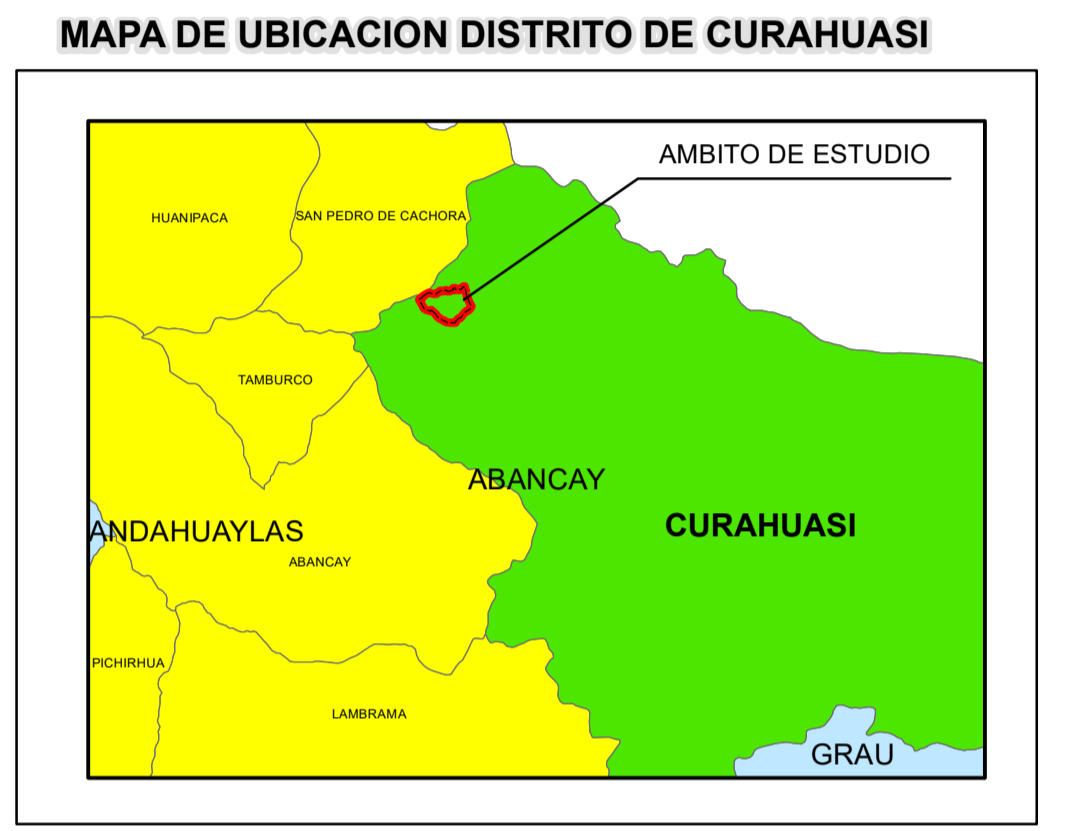 MAPA DE UBICACION DISTRITO DE CURAHUASI
AMBITO DE ESTUDIO
HUANIPACA
SAN PEDRO DE CACHORA
TAMBURCO
ABANCAY
CURAHUASI
ANDAHUAYLAS
ABANCAY
PICHIRHUA
LAMBRAMA
GRAU